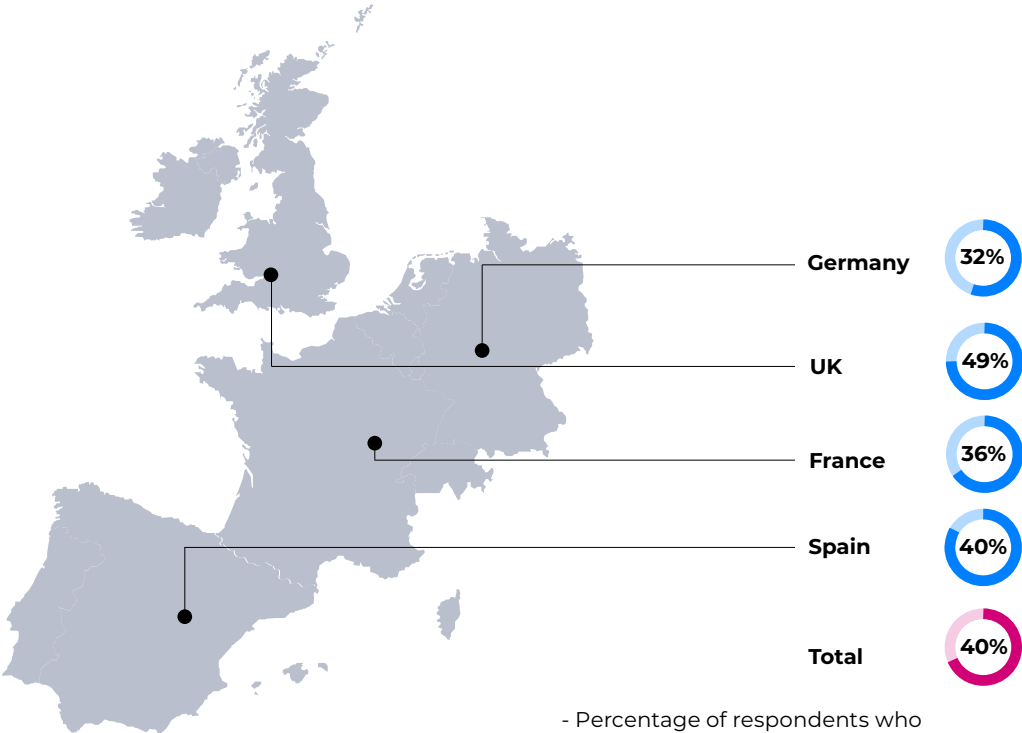 Germany 32%
UK 49%
France 36%
Spain 40%
Total 40%
- Percentage of respondents who